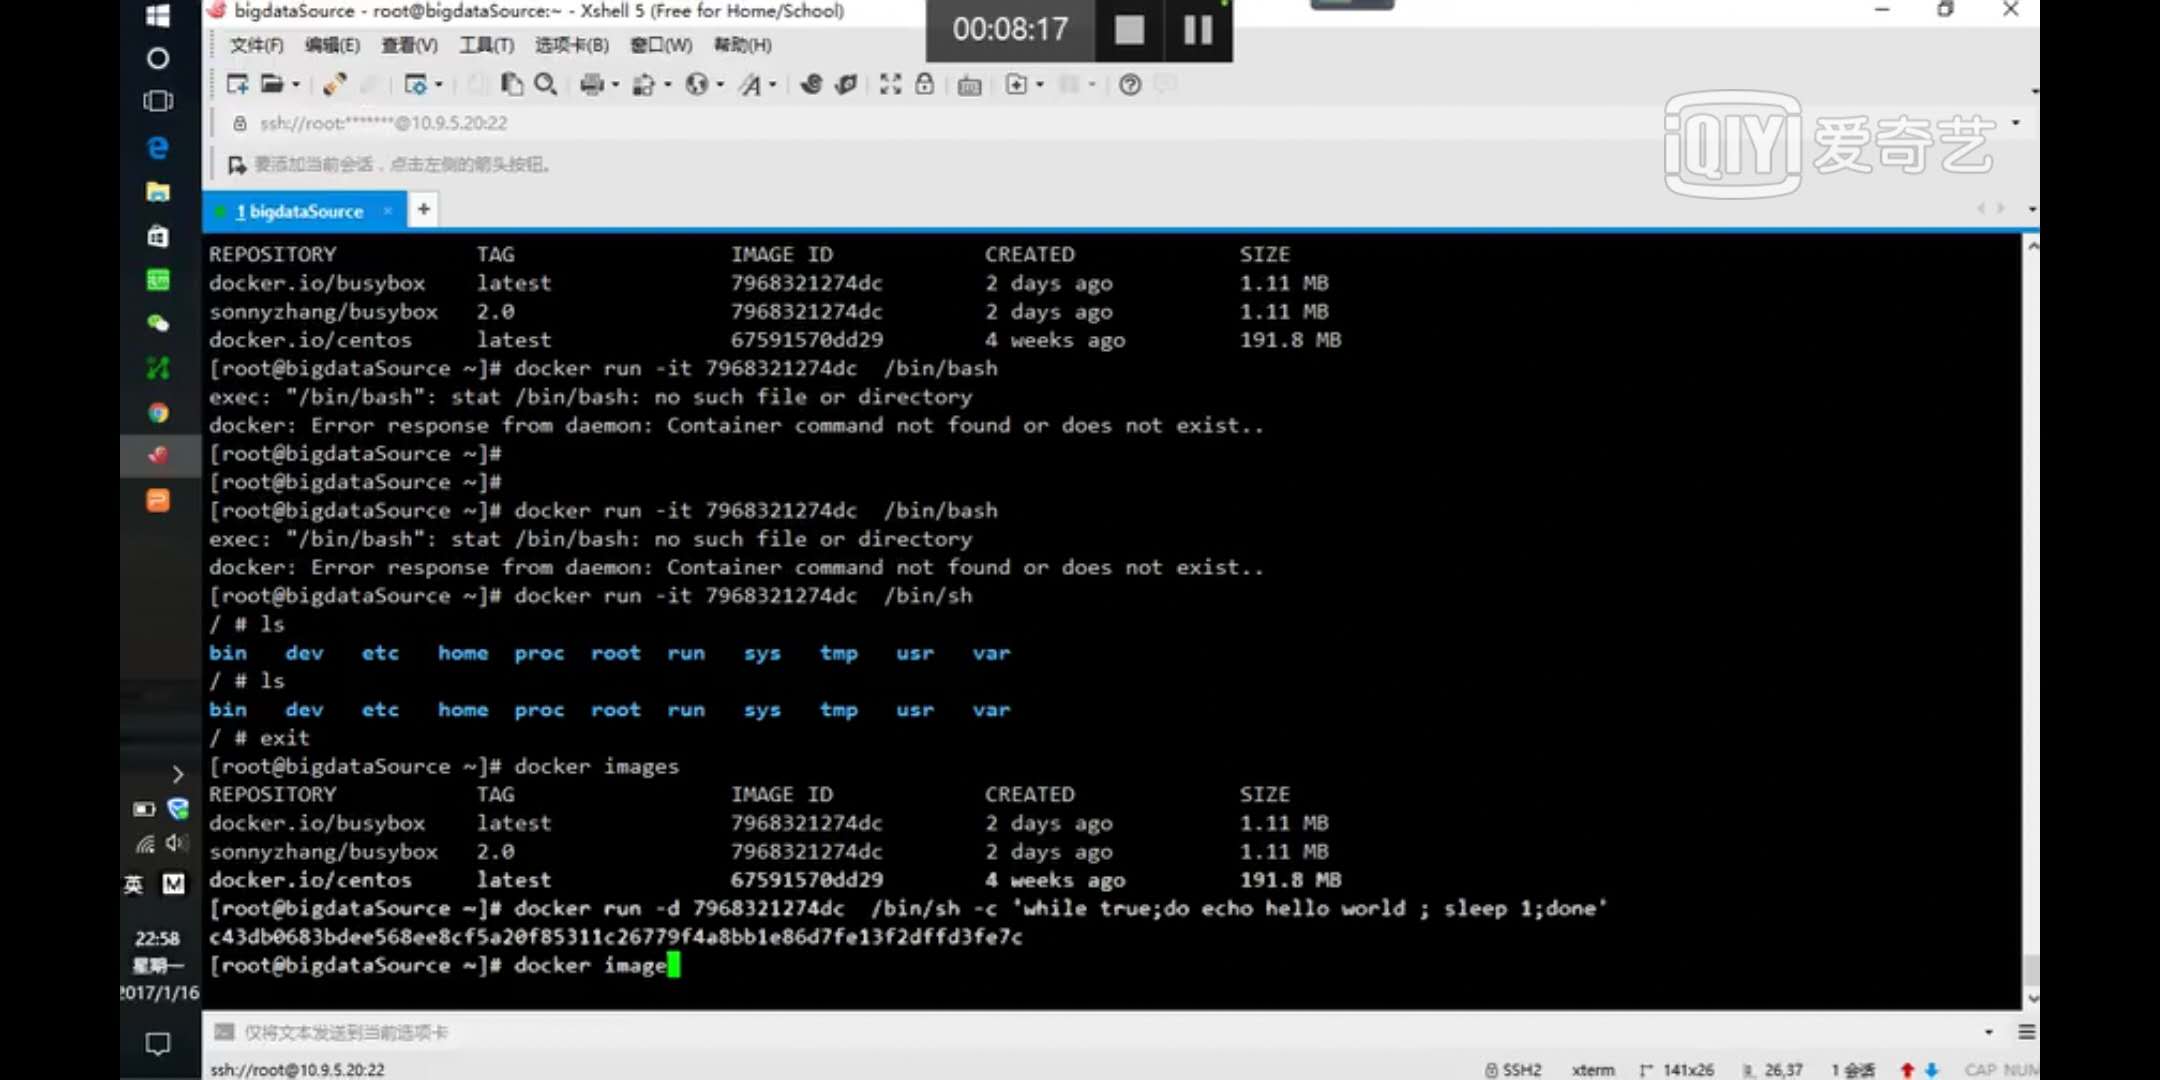 bigdataSource - root@bigdataSource:~ - Xshell 5 (Free for Home/School)
00:08:17
文件(F) 编辑(E) 查看(V) 工具(T) 选项卡(B) 窗口(W) 帮助(H)
ssh://root:*******@10.9.5.20:22
iQIYI 爱奇艺
要添加当前会话，点击左侧的箭头按钮。
1 bigdataSource × +
REPOSITORY TAG IMAGE ID CREATED SIZE
docker.io/busybox latest 7968321274dc 2 days ago 1.11 MB
sonnyzhang/busybox 2.0 7968321274dc 2 days ago 1.11 MB
docker.io/centos latest 67591570dd29 4 weeks ago 191.8 MB
[root@bigdataSource ~]# docker run -it 7968321274dc /bin/bash
exec: "/bin/bash": stat /bin/bash: no such file or directory
docker: Error response from daemon: Container command not found or does not exist..
[root@bigdataSource ~]#
[root@bigdataSource ~]#
[root@bigdataSource ~]# docker run -it 7968321274dc /bin/bash
exec: "/bin/bash": stat /bin/bash: no such file or directory
docker: Error response from daemon: Container command not found or does not exist..
[root@bigdataSource ~]# docker run -it 7968321274dc /bin/sh
/ # ls
bin dev etc home proc root run sys tmp usr var
/ # ls
bin dev etc home proc root run sys tmp usr var
/ # exit
[root@bigdataSource ~]# docker images
REPOSITORY TAG IMAGE ID CREATED SIZE
docker.io/busybox latest 7968321274dc 2 days ago 1.11 MB
sonnyzhang/busybox 2.0 7968321274dc 2 days ago 1.11 MB
docker.io/centos latest 67591570dd29 4 weeks ago 191.8 MB
[root@bigdataSource ~]# docker run -d 7968321274dc /bin/sh -c 'while true;do echo hello world ; sleep 1;done'
c43db0683bdee568ee8cf5a20f85311c26779f4a8bb1e86d7fe13f2dffd3fe7c
[root@bigdataSource ~]# docker image
英 M
22:58
星期一
2017/1/16
仅将文本发送到当前选项卡
ssh://root@10.9.5.20:22 SSH2 xterm 141x26 26,37 1 会话 CAP NUM